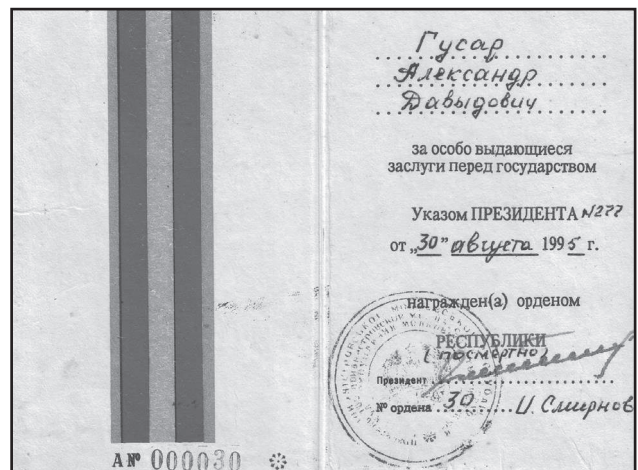 Гусар
Александр
Давыдович
за особо выдающиеся
заслуги перед государством
Указом ПРЕЗИДЕНТА №277
от „30” августа 1995 г.
награжден(а) орденом
РЕСПУБЛИКИ
(посмертно)
Президент
№ ордена 30 И. Смирнов
А № 000030